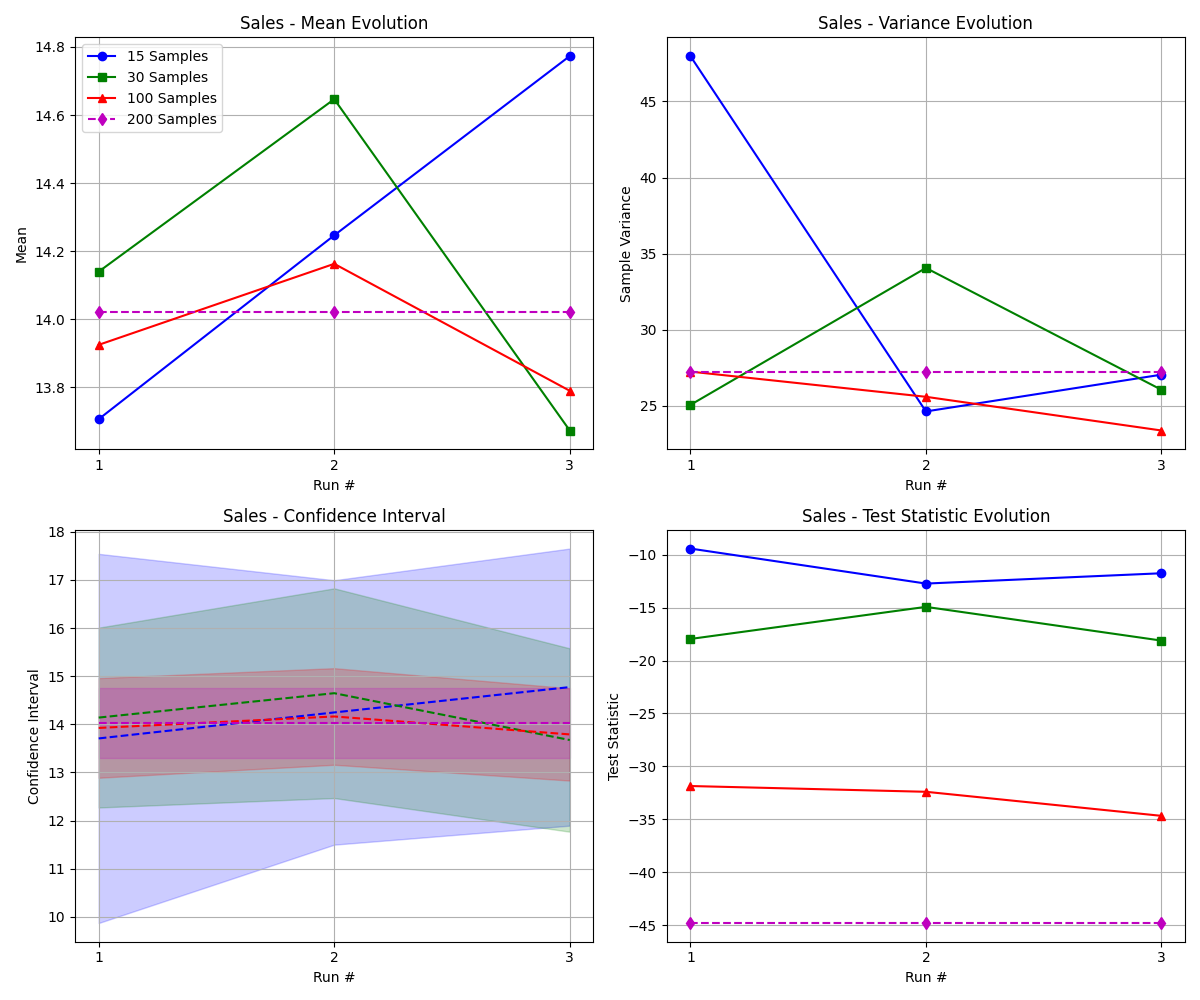 Sales - Mean Evolution
14.8
14.6
14.4
14.2
14.0
13.8
Mean
15 Samples
30 Samples
100 Samples
200 Samples
1 2 3
Run #
Sales - Variance Evolution
45
40
35
30
25
Sample Variance
1 2 3
Run #
Sales - Confidence Interval
18
17
16
15
14
13
12
11
10
Confidence Interval
1 2 3
Run #
Sales - Test Statistic Evolution
−10
−15
−20
−25
−30
−35
−40
−45
Test Statistic
1 2 3
Run #